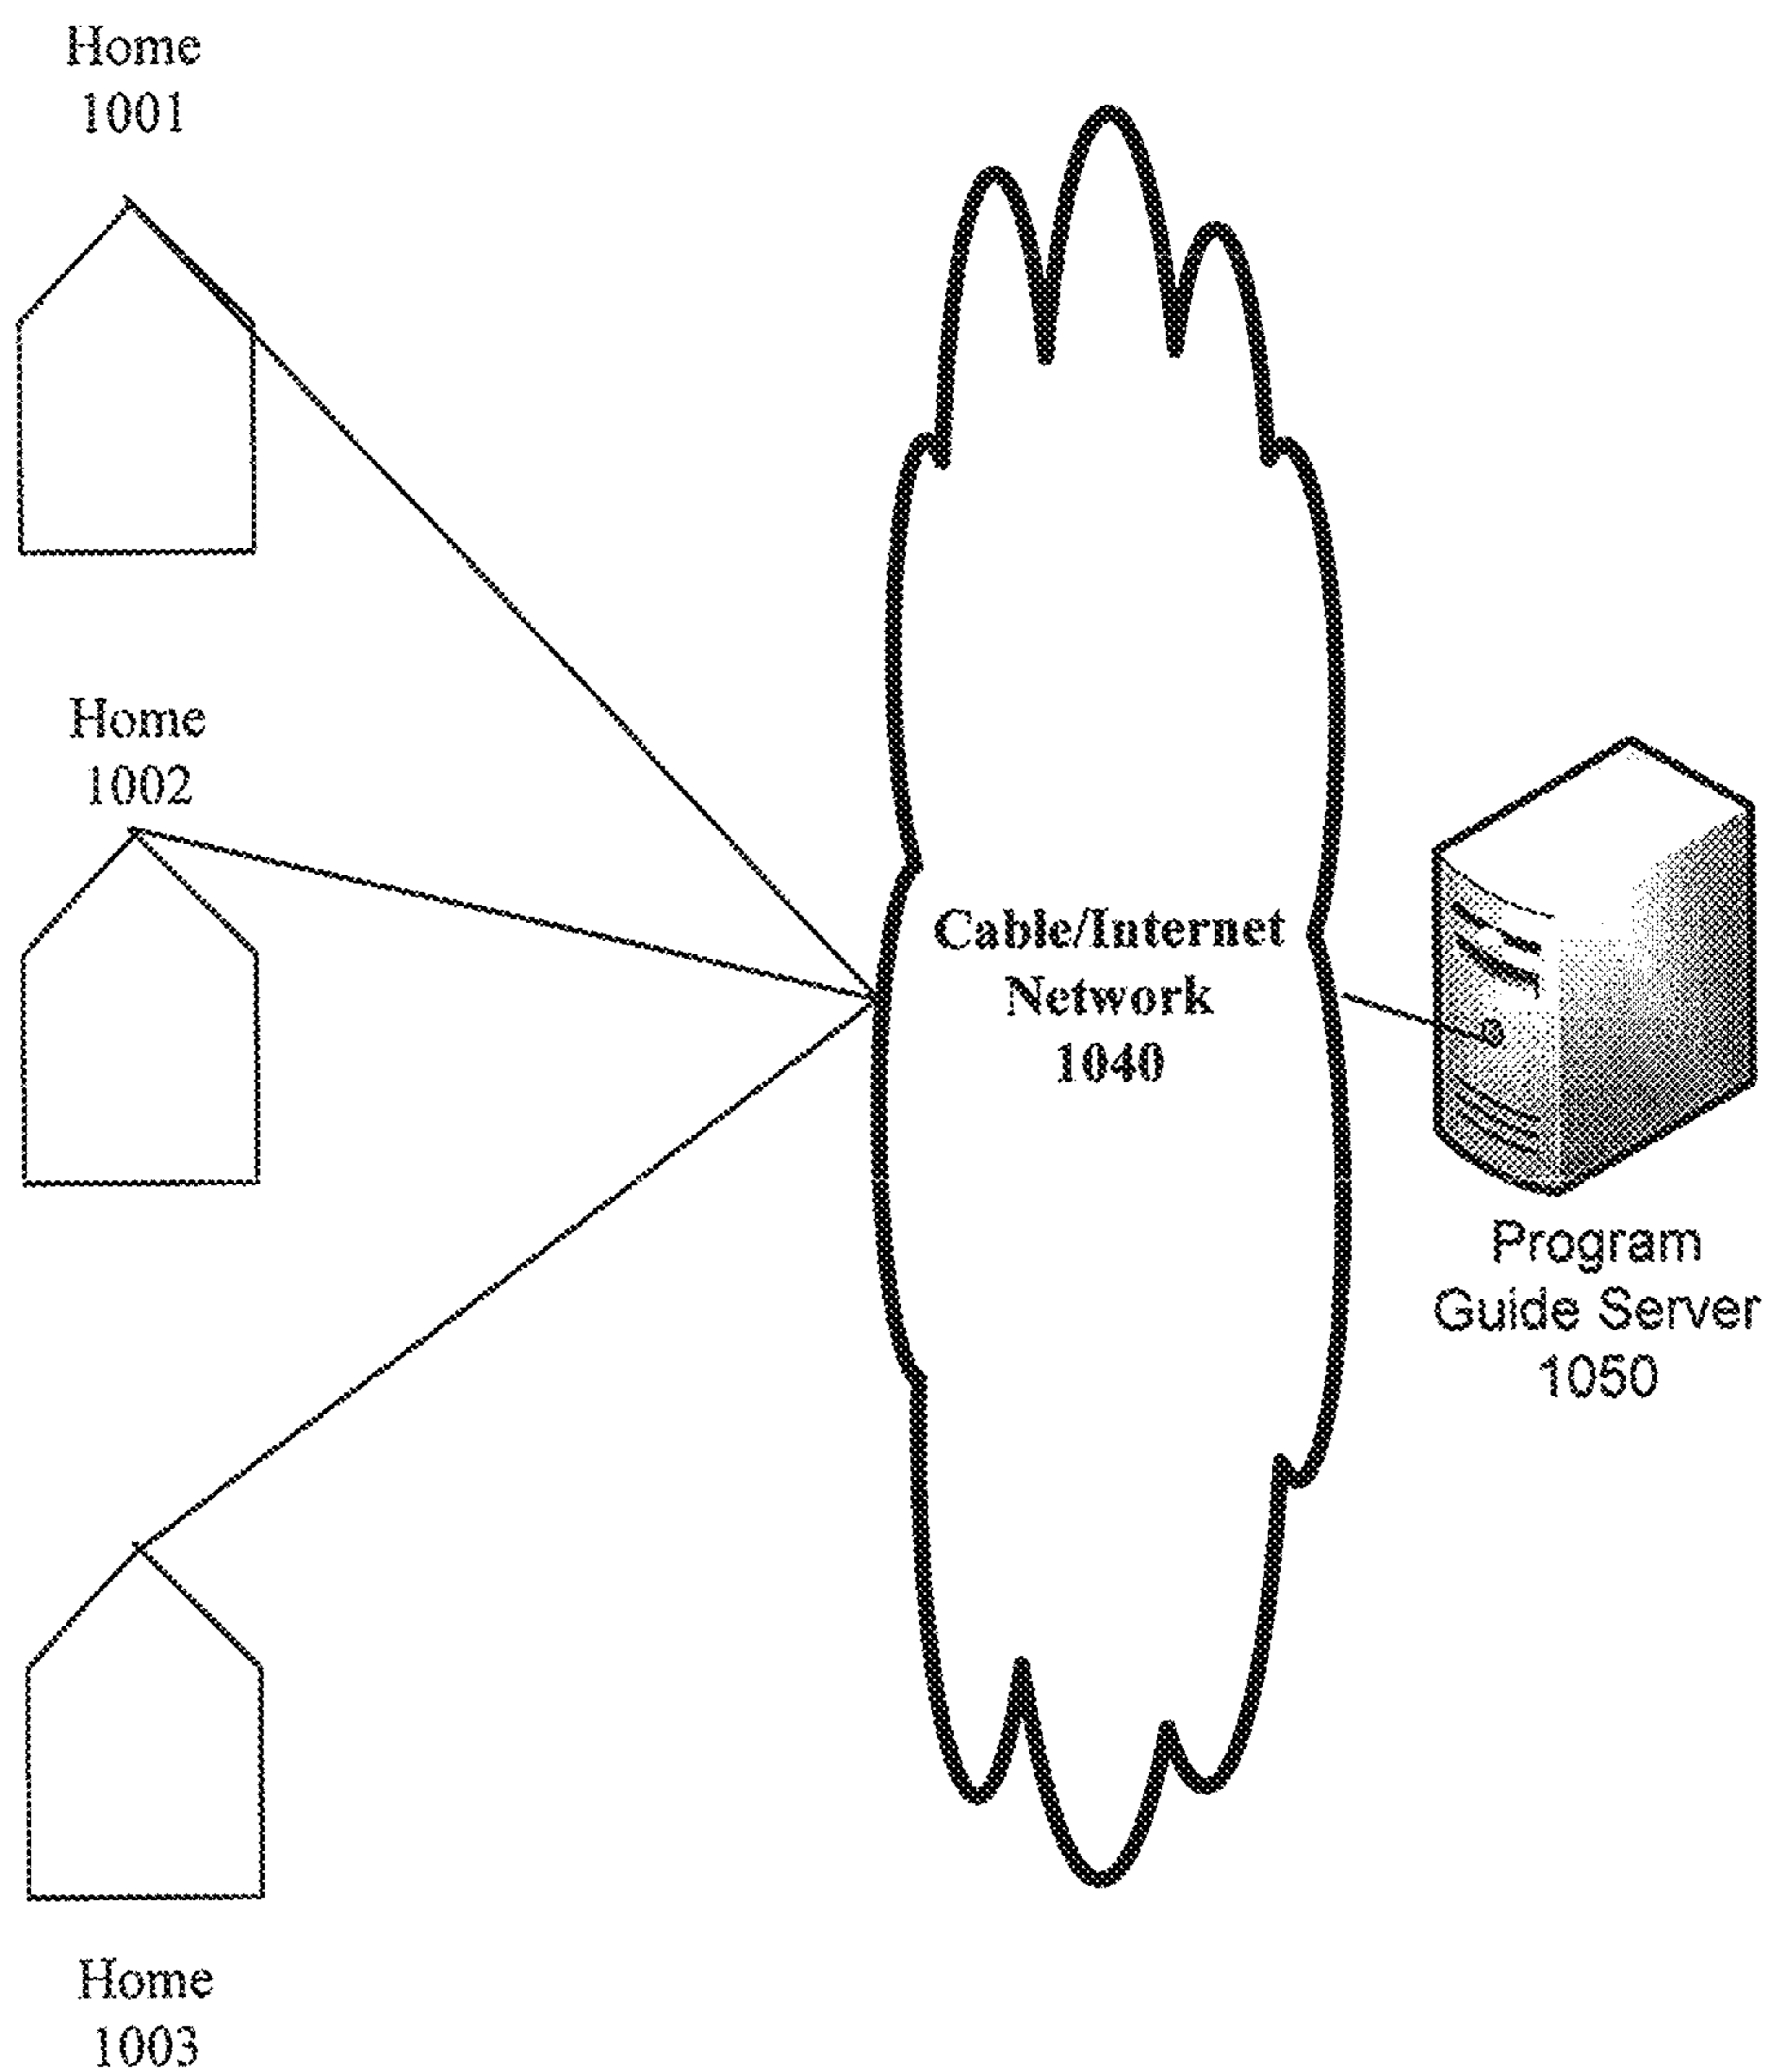 Home
1001
Home
1002
Cable/Internet
Network
1040
Program
Guide Server
1050
Home
1003